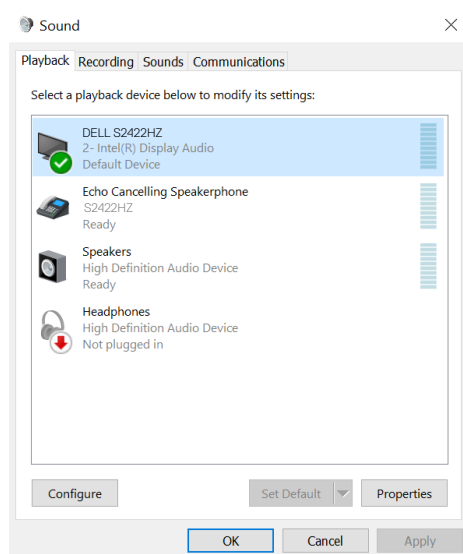 Sound
Playback Recording Sounds Communications
Select a playback device below to modify its settings:
DELL S2422HZ
2- Intel(R) Display Audio
Default Device
Echo Cancelling Speakerphone
S2422HZ
Ready
Speakers
High Definition Audio Device
Ready
Headphones
High Definition Audio Device
Not plugged in
Configure Set Default Properties
OK Cancel Apply